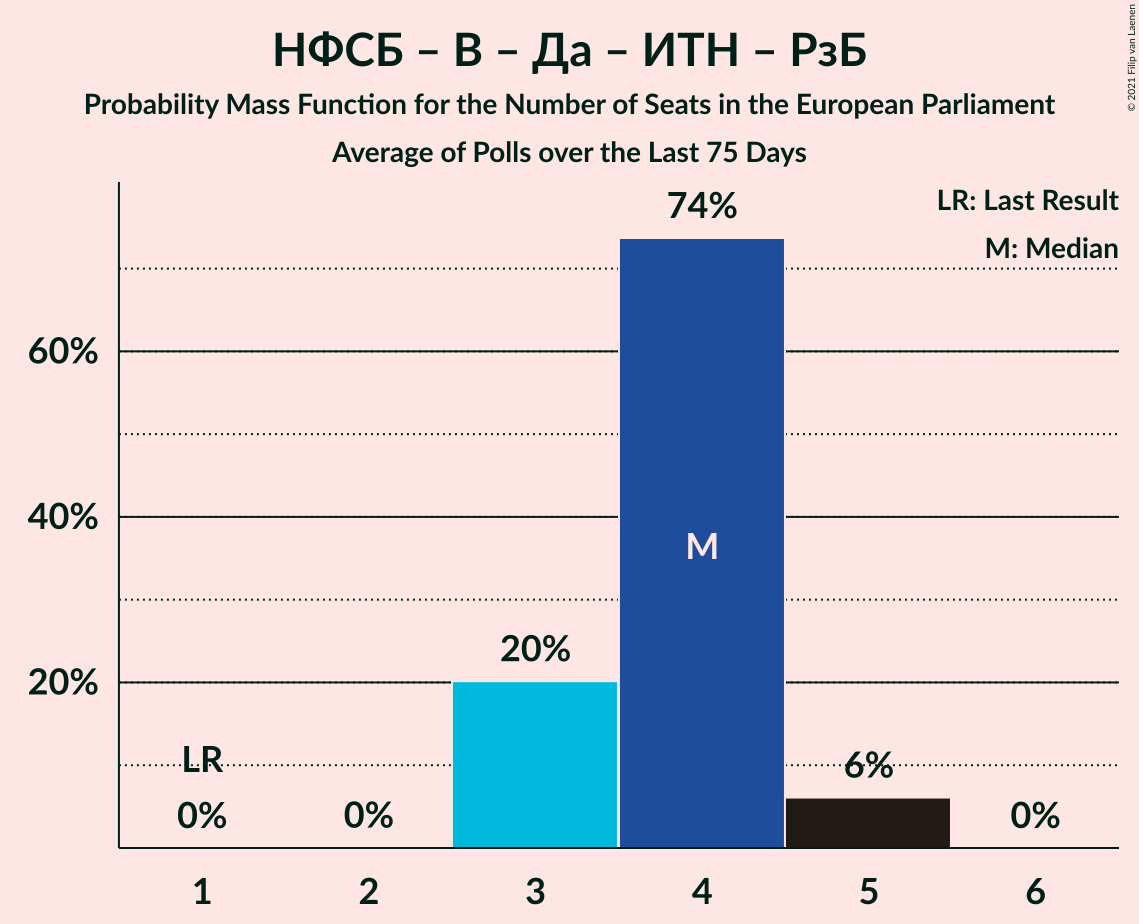 НФСБ – В – Да – ИТН – РзБ
Probability Mass Function for the Number of Seats in the European Parliament
Average of Polls over the Last 75 Days
© 2021 Filip van Laenen
LR: Last Result
M: Median
74%
60%
40%
M
20%
20%
LR
6%
0%
0%
0%
1
2
3
4
5
6